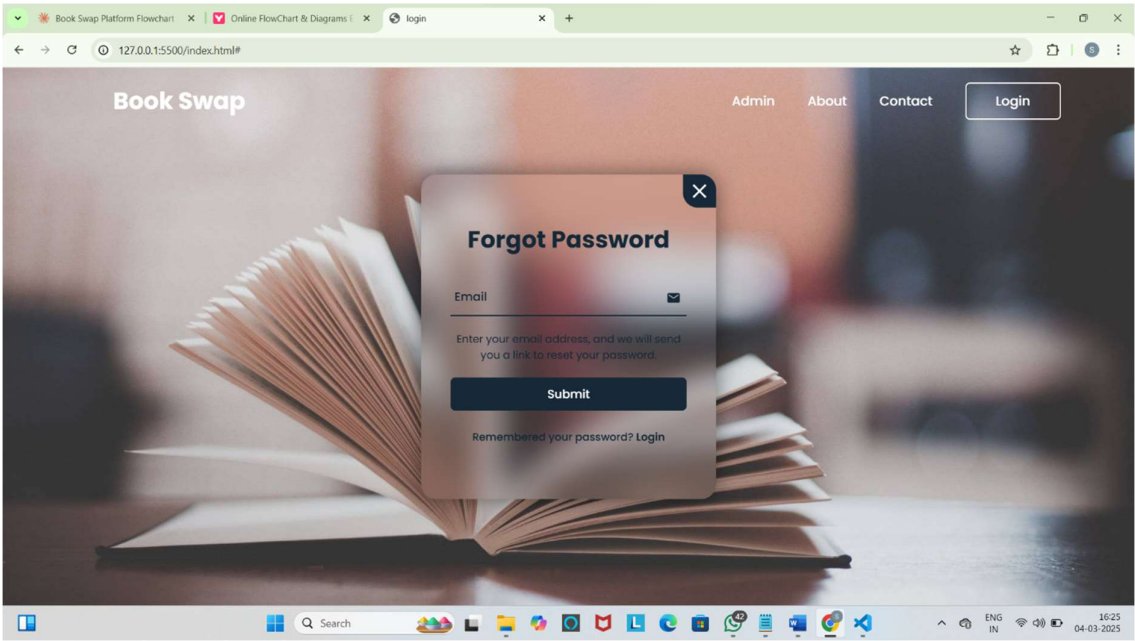 Book Swap Platform Flowchart
Online FlowChart & Diagrams E
login
127.0.0.1:5500/index.html#
S
Book Swap
Admin
About
Contact
Login
Forgot Password
Email
Enter your email address, and we will send
you a link to reset your password.
Submit
Remembered your password? Login
Search
42
ENG
IN
16:25
04-03-2025